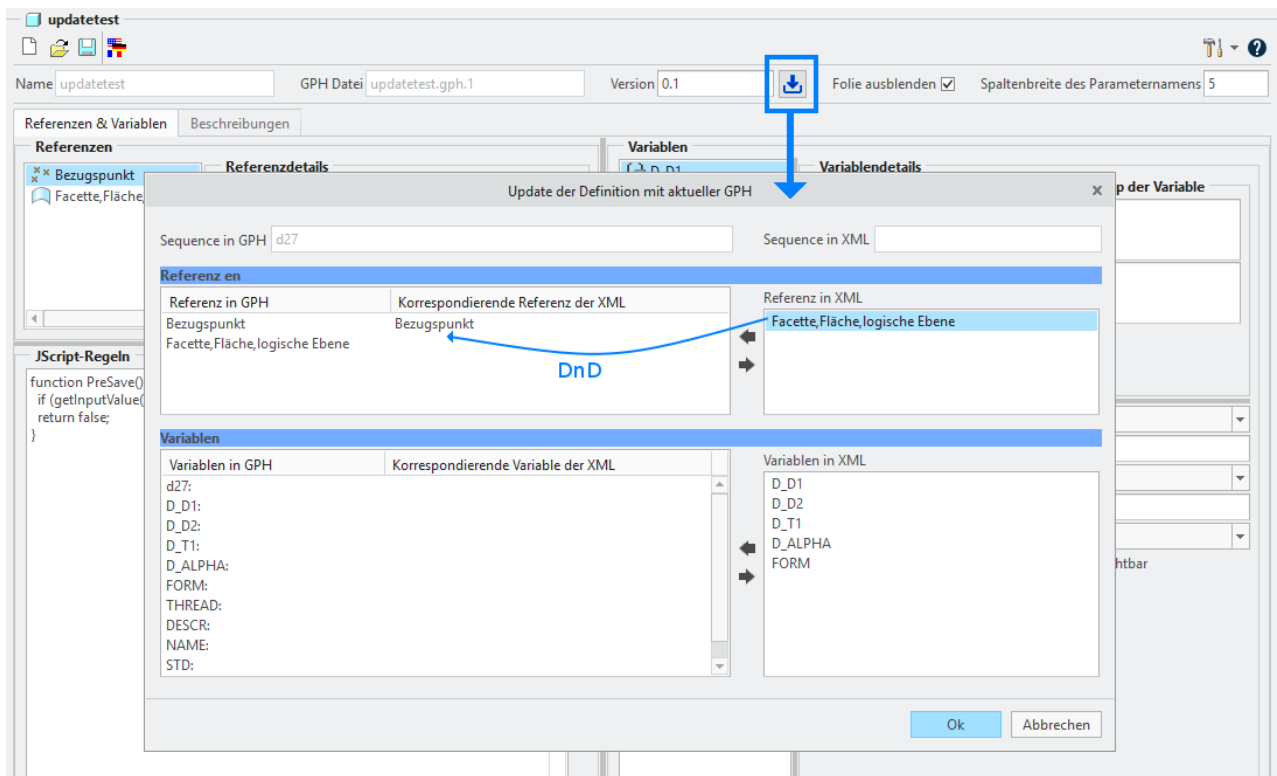 updatetest
Name updatetest GPH Datei updatetest.gph.1 Version 0.1 Folie ausblenden Spaltenbreite des Parameternamens 5
Referenzen & Variablen Beschreibungen
Referenzen Variablen
Bezugspunkt Referenzdetails D_D1 Variablendetails
Facette,Fläche, p der Variable
Update der Definition mit aktueller GPH
Sequence in GPH d27 Sequence in XML
Referenz en
Referenz in GPH Korrespondierende Referenz der XML Referenz in XML
Bezugspunkt Bezugspunkt Facette,Fläche,logische Ebene
Facette,Fläche,logische Ebene
DnD
JScript-Regeln
function PreSave()
if (getInputValue(
return false;
}
Variablen
Variablen in GPH Korrespondierende Variable der XML Variablen in XML
d27: D_D1
D_D1: D_D2
D_D2: D_T1
D_T1: D_ALPHA
D_ALPHA: FORM
FORM:
THREAD:
DESCR:
NAME:
STD:
htbar
Ok Abbrechen